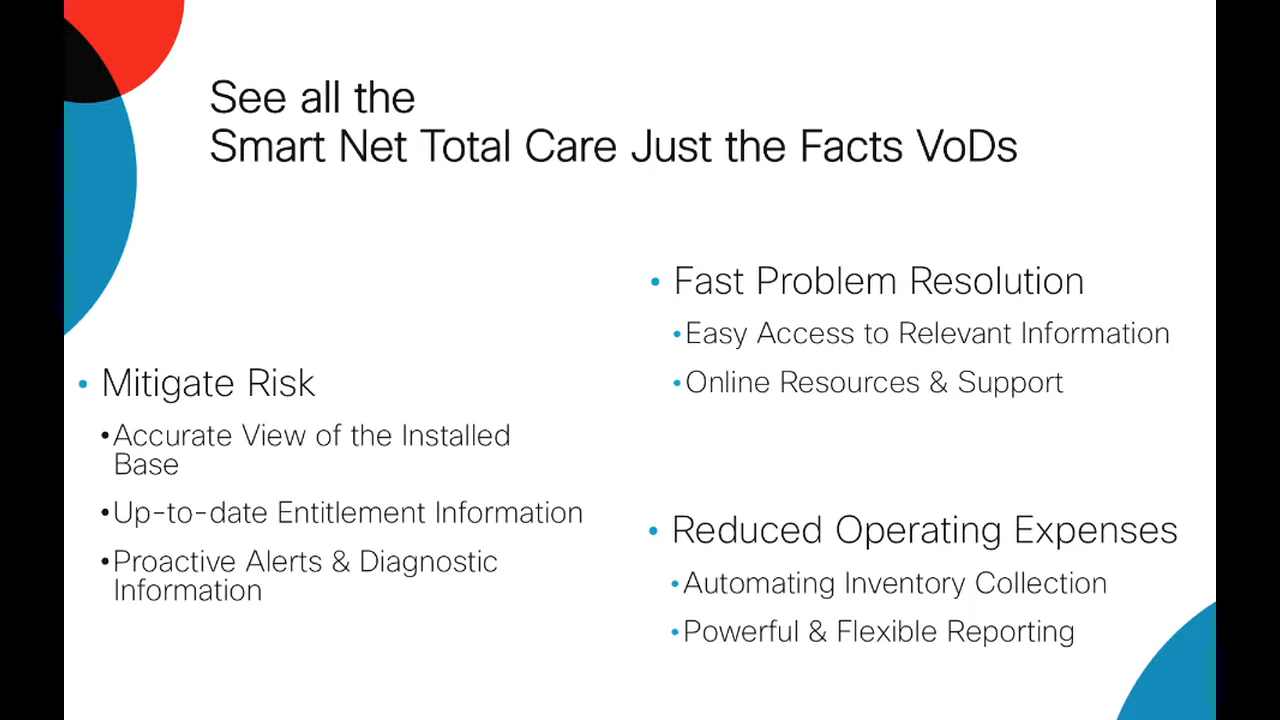 See all the
Smart Net Total Care Just the Facts VoDs
• Mitigate Risk
•Accurate View of the Installed
Base
•Up-to-date Entitlement Information
•Proactive Alerts & Diagnostic
Information
• Fast Problem Resolution
•Easy Access to Relevant Information
•Online Resources & Support
• Reduced Operating Expenses
•Automating Inventory Collection
•Powerful & Flexible Reporting